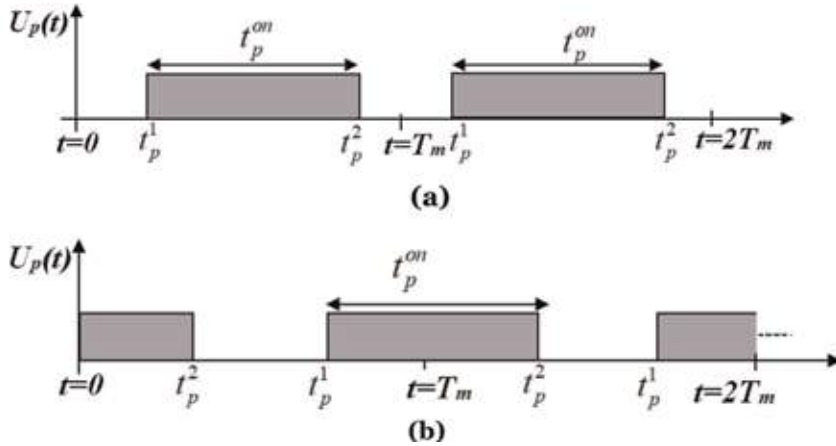 U_p(t)
t_p^{on} t_p^{on}
t=0 t_p^1 t_p^2 t=T_m t_p^1 t_p^2 t=2T_m
(a)
U_p(t)
t_p^{on}
t=0 t_p^2 t_p^1 t=T_m t_p^2 t_p^1 t=2T_m
(b)